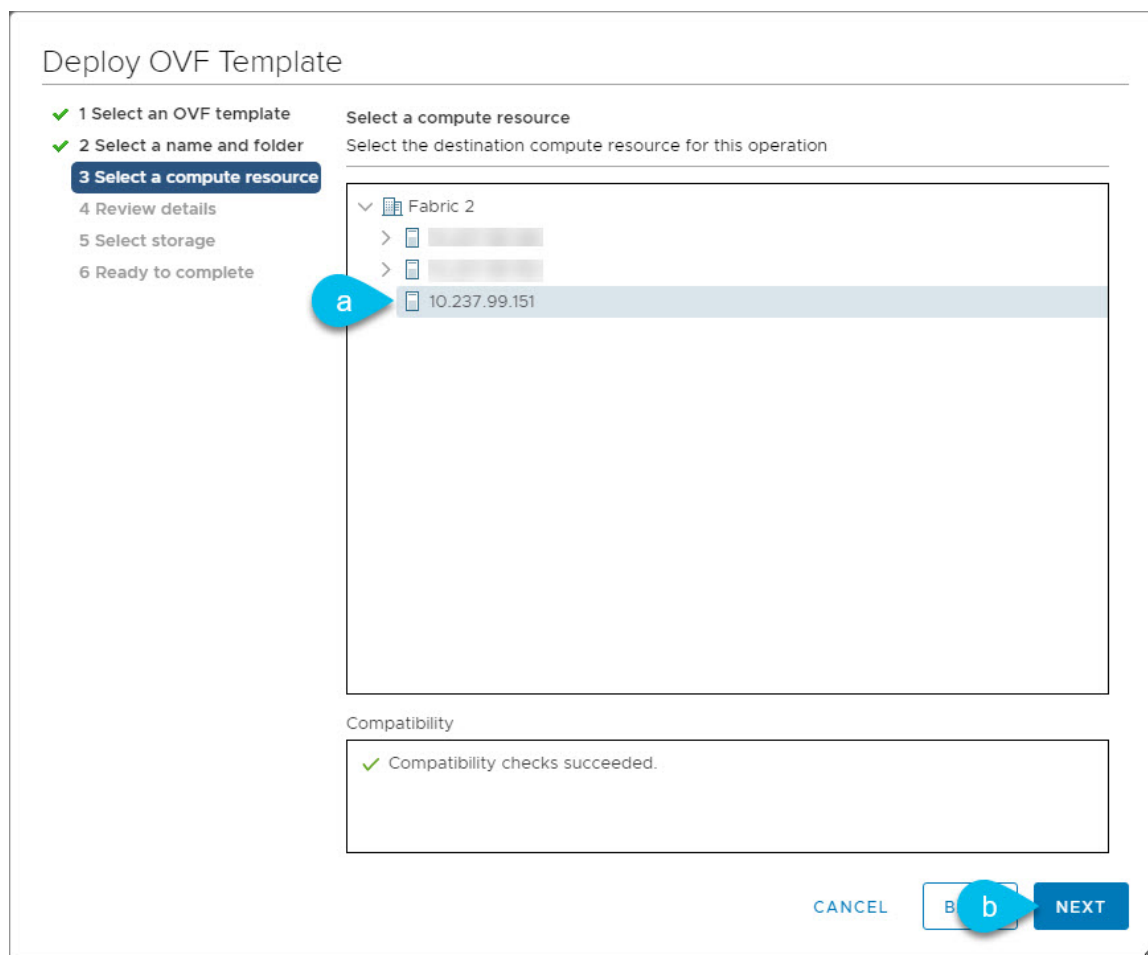 Deploy OVF Template
1 Select an OVF template
2 Select a name and folder
3 Select a compute resource
4 Review details
5 Select storage
6 Ready to complete
Select a compute resource
Select the destination compute resource for this operation
Fabric 2
a
10.237.99.151
Compatibility
Compatibility checks succeeded.
CANCEL
b
NEXT